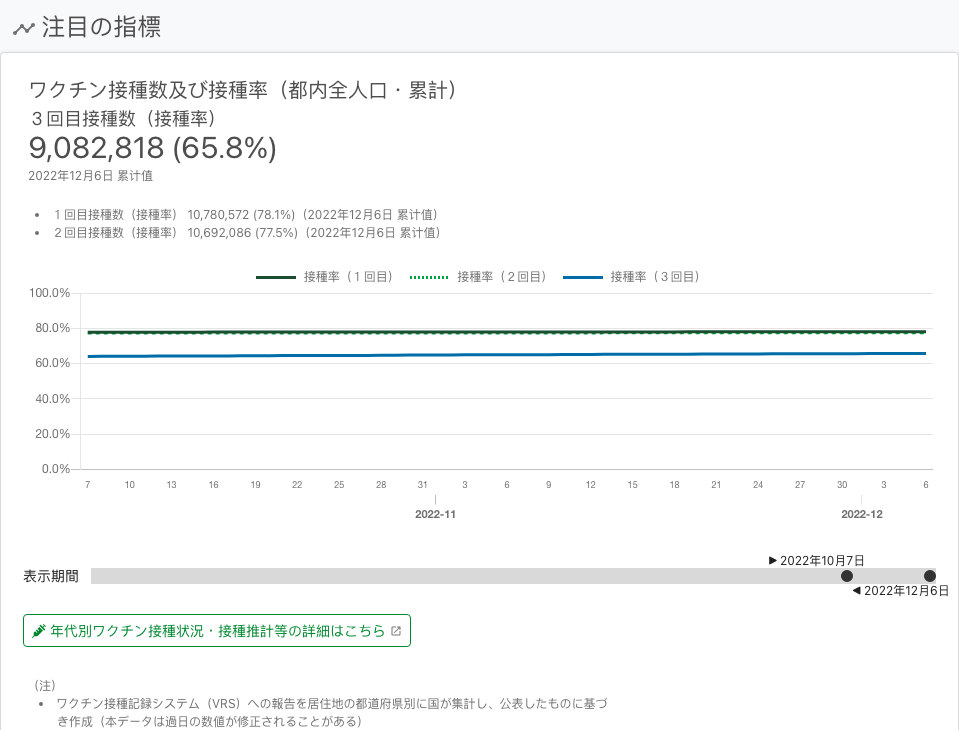 注目の指標
ワクチン接種数及び接種率（都内全人口・累計）
３回目接種数（接種率）
9,082,818 (65.8%)
2022年12月6日 累计值
• １回目接種数（接種率） 10,780,572 (78.1%)（2022年12月6日 累计值）
• ２回目接種数（接種率） 10,692,086 (77.5%)（2022年12月6日 累计值）
接種率（１回目） 接種率（２回目） 接種率（３回目）
100.0%
80.0%
60.0%
40.0%
20.0%
0.0%
7 10 13 16 19 22 25 28 31 3 6 9 12 15 18 21 24 27 30 3 6
2022-11 2022-12
▶ 2022年10月7日
表示期間
◀ 2022年12月6日
年代別ワクチン接種状況・接種推計等の詳細はこちら
（注）
• ワクチン接種記録システム（VRS）への報告を居住地の都道府県別に国が集計し、公表したものに基づ
き作成（本データは過日の数値が修正されることがある）